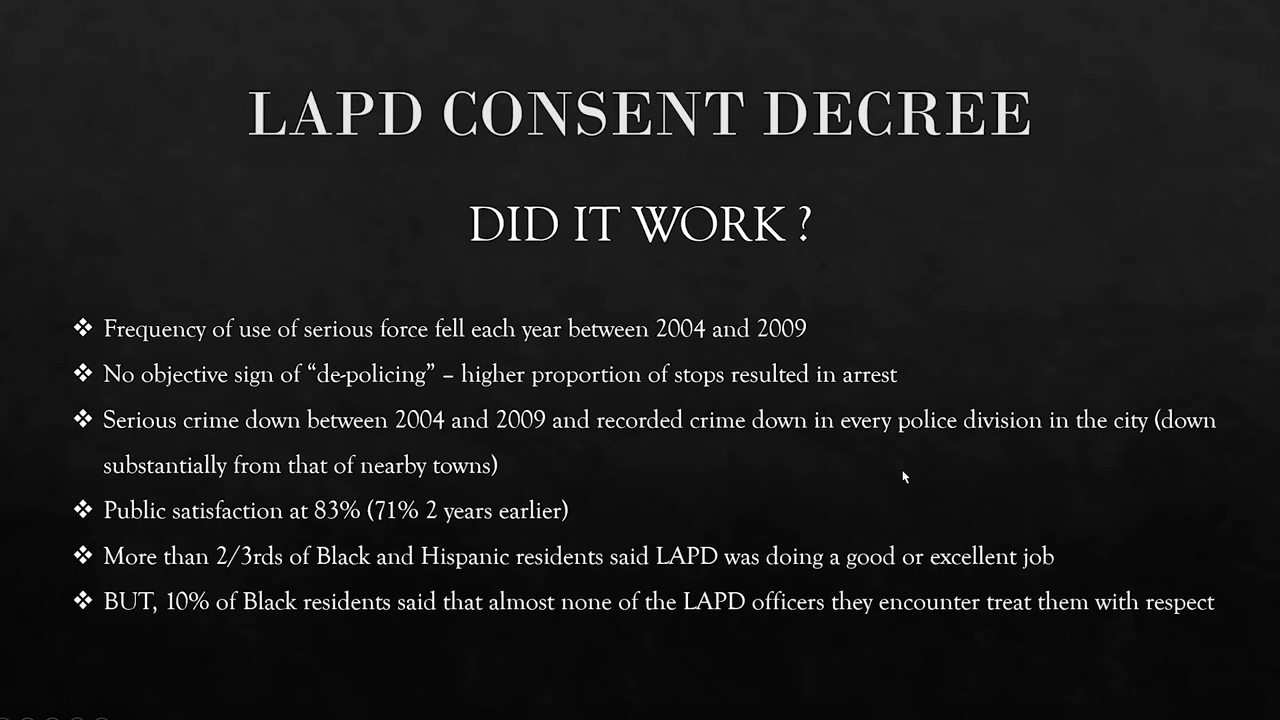 LAPD CONSENT DECREE
DID IT WORK ?
❖ Frequency of use of serious force fell each year between 2004 and 2009
❖ No objective sign of “de-policing” – higher proportion of stops resulted in arrest
❖ Serious crime down between 2004 and 2009 and recorded crime down in every police division in the city (down
substantially from that of nearby towns)
❖ Public satisfaction at 83% (71% 2 years earlier)
❖ More than 2/3rds of Black and Hispanic residents said LAPD was doing a good or excellent job
❖ BUT, 10% of Black residents said that almost none of the LAPD officers they encounter treat them with respect